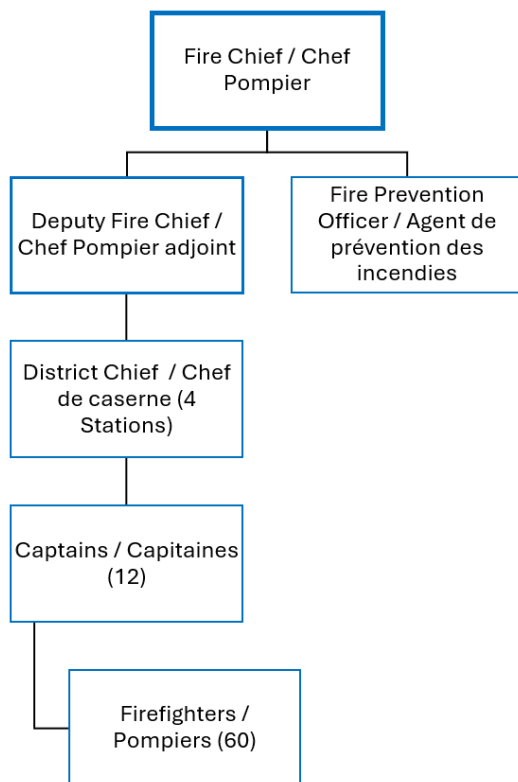 Fire Chief / Chef
Pompier
Deputy Fire Chief /
Chef Pompier adjoint
Fire Prevention
Officer / Agent de
prévention des
incendies
District Chief  / Chef
de caserne (4
Stations)
Captains / Capitaines
(12)
Firefighters /
Pompiers (60)